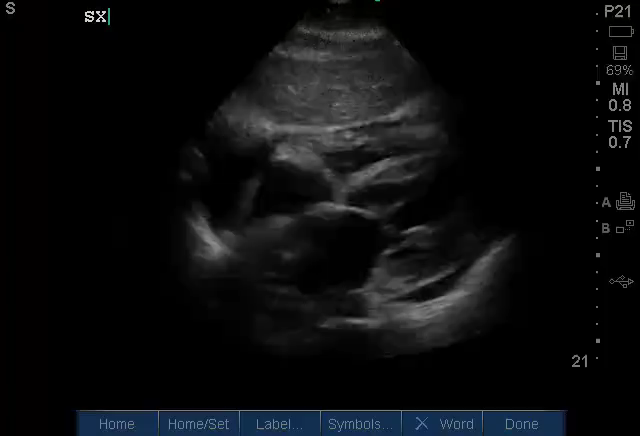 S
SX
P21
69%
MI
0.8
TIS
0.7
A
B
21
Home Home/Set Label... Symbols... X Word Done